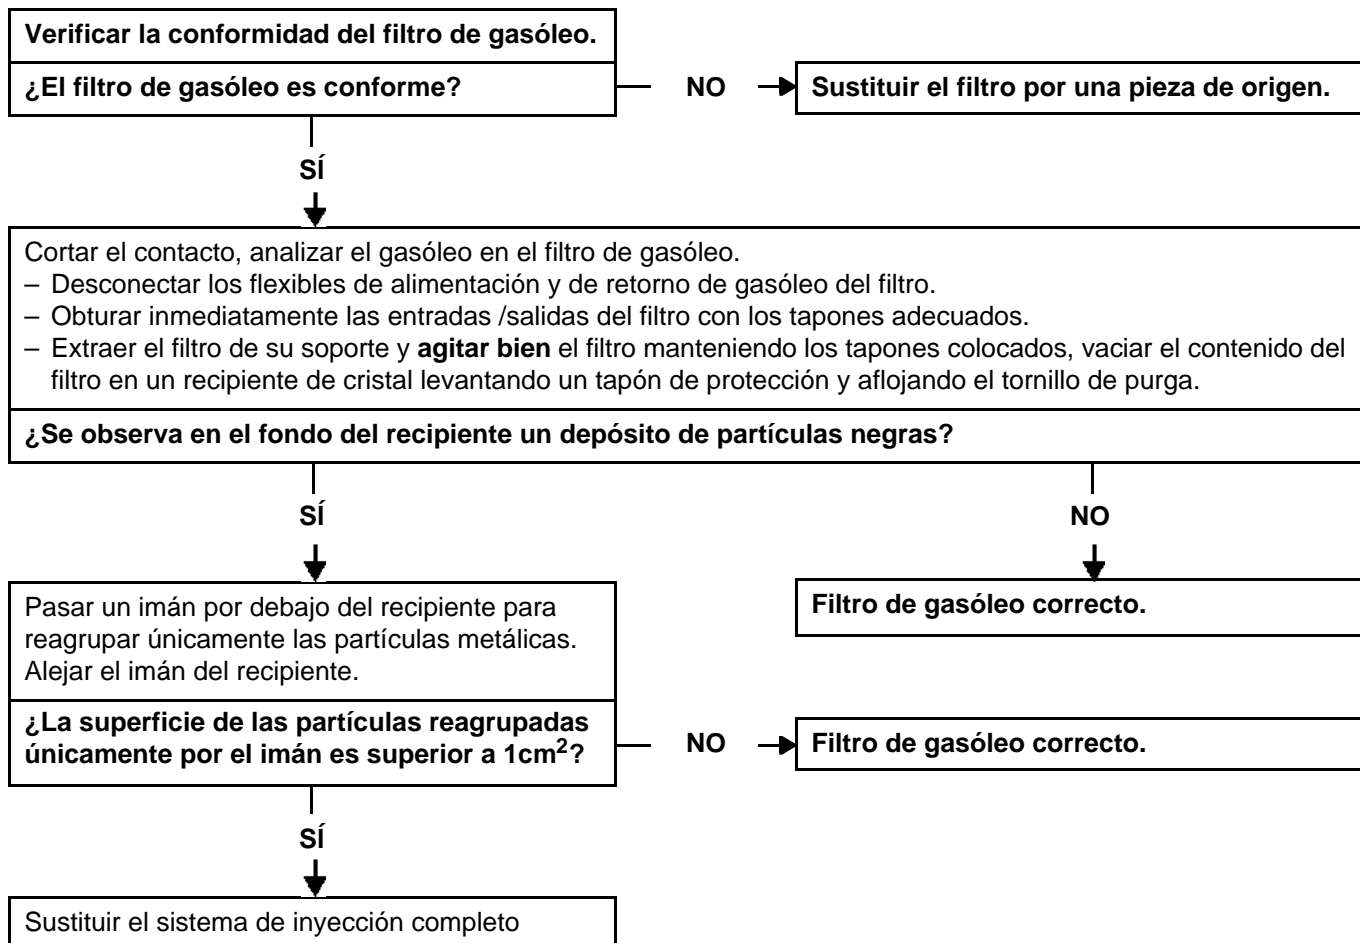 Verificar la conformidad del filtro de gasóleo.
¿El filtro de gasóleo es conforme?
NO
Sustituir el filtro por una pieza de origen.
SÍ
Cortar el contacto, analizar el gasóleo en el filtro de gasóleo.
– Desconectar los flexibles de alimentación y de retorno de gasóleo del filtro.
– Obturar inmediatamente las entradas /salidas del filtro con los tapones adecuados.
– Extraer el filtro de su soporte y agitar bien el filtro manteniendo los tapones colocados, vaciar el contenido del
filtro en un recipiente de cristal levantando un tapón de protección y aflojando el tornillo de purga.
¿Se observa en el fondo del recipiente un depósito de partículas negras?
SÍ
NO
Pasar un imán por debajo del recipiente para
reagrupar únicamente las partículas metálicas.
Alejar el imán del recipiente.
Filtro de gasóleo correcto.
¿La superficie de las partículas reagrupadas
únicamente por el imán es superior a 1cm²?
NO
Filtro de gasóleo correcto.
SÍ
Sustituir el sistema de inyección completo